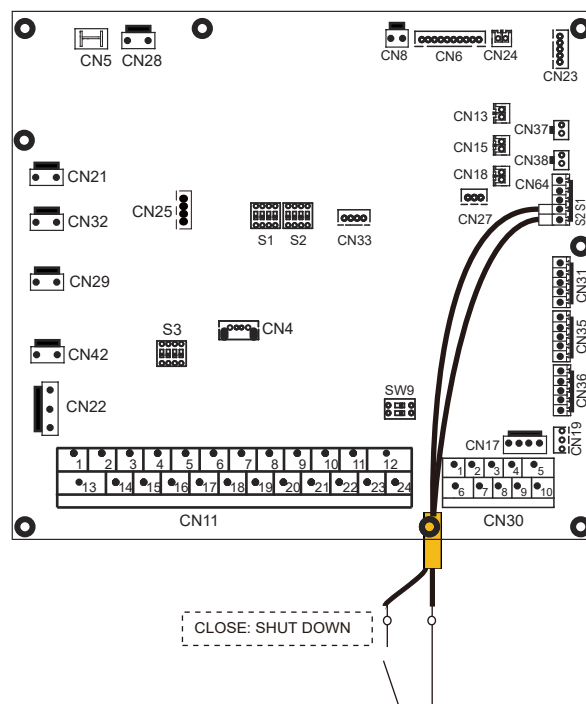 CN5
CN28
CN8
CN6
CN24
CN23
CN13
CN37
CN15
CN38
CN18
CN64
CN21
CN25
CN32
S1
S2
CN33
CN27
S2 S1
CN29
CN31
S3
CN4
CN35
CN42
CN22
SW9
CN36
CN17
CN19
1 2 3 4 5 6 7 8 9 10 11 12
13 14 15 16 17 18 19 20 21 22 23 24
CN11
1 2 3 4 5
6 7 8 9 10
CN30
CLOSE: SHUT DOWN